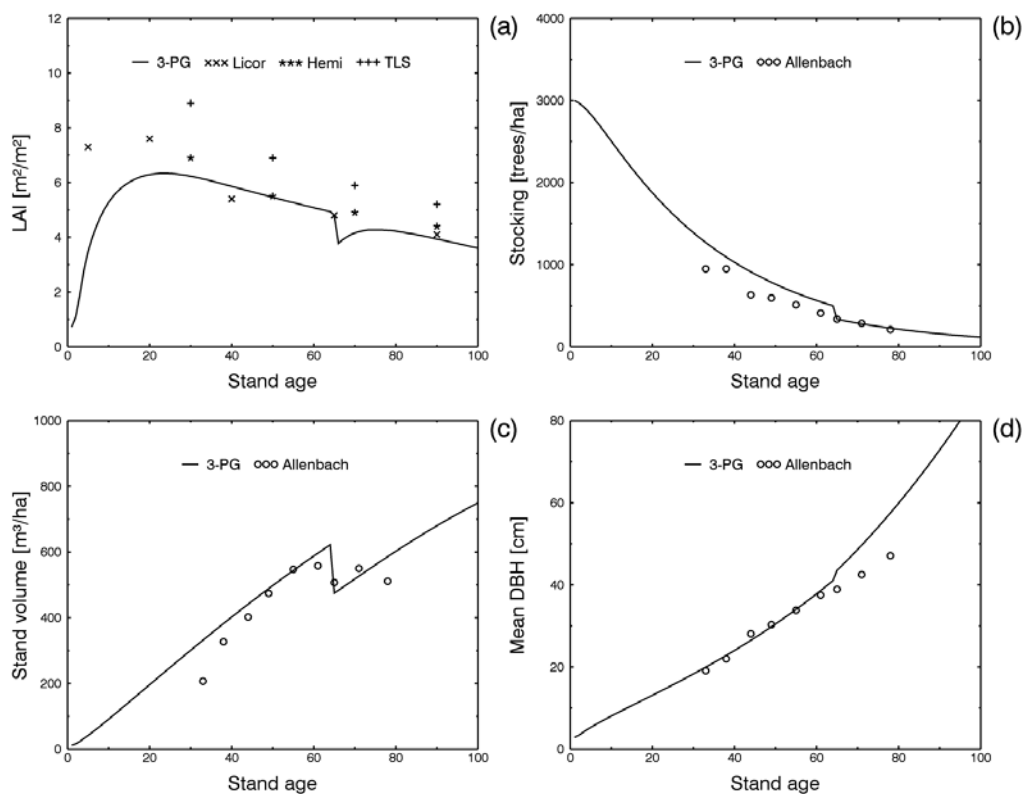 (a)
12
10
8
6
4
2
0
LAI [m²/m²]
3-PG ××× Licor ∗∗∗ Hemi +++ TLS
0 20 40 60 80 100
Stand age
(b)
4000
3000
2000
1000
0
Stocking [trees/ha]
3-PG ooo Allenbach
0 20 40 60 80 100
Stand age
(c)
1000
800
600
400
200
0
Stand volume [m³/ha]
3-PG ooo Allenbach
0 20 40 60 80 100
Stand age
(d)
80
60
40
20
0
Mean DBH [cm]
3-PG ooo Allenbach
0 20 40 60 80 100
Stand age